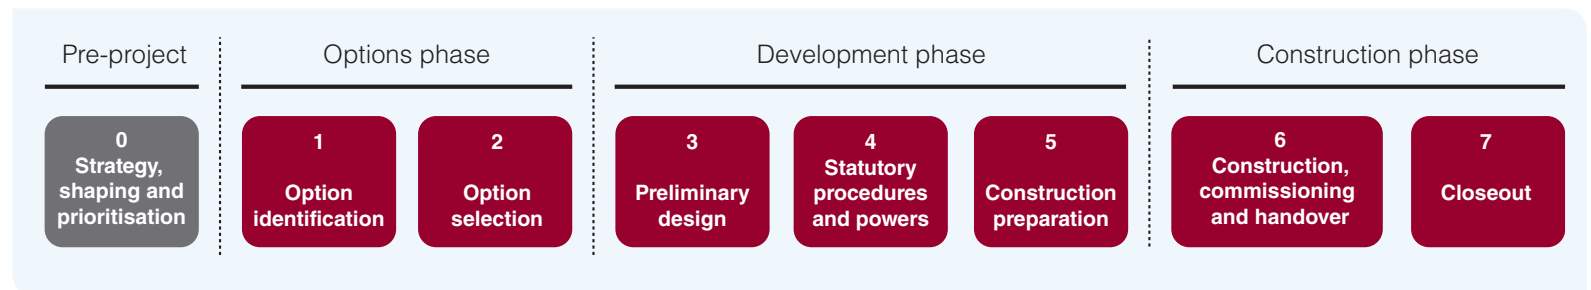 Pre-project
Options phase
Development phase
Construction phase
0
Strategy,
shaping and
prioritisation
1
Option
identification
2
Option
selection
3
Preliminary
design
4
Statutory
procedures
and powers
5
Construction
preparation
6
Construction,
commissioning
and handover
7
Closeout